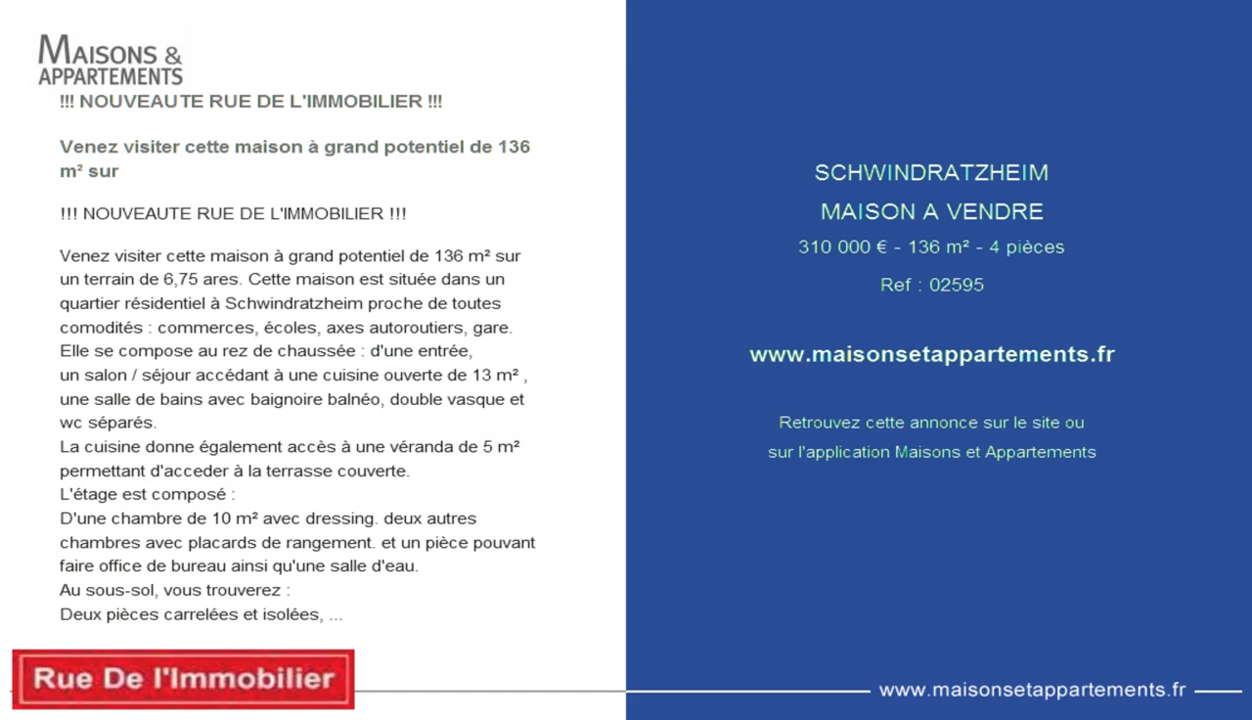 MAISONS &
APPARTEMENTS
!!! NOUVEAUTE RUE DE L'IMMOBILIER !!!
Venez visiter cette maison à grand potentiel de 136
m² sur
!!! NOUVEAUTE RUE DE L'IMMOBILIER !!!
Venez visiter cette maison à grand potentiel de 136 m² sur
un terrain de 6,75 ares. Cette maison est située dans un
quartier résidentiel à Schwindratzheim proche de toutes
comodités : commerces, écoles, axes autoroutiers, gare.
Elle se compose au rez de chaussée : d'une entrée,
un salon / séjour accédant à une cuisine ouverte de 13 m² ,
une salle de bains avec baignoire balnéo, double vasque et
wc séparés.
La cuisine donne également accès à une véranda de 5 m²
permettant d'acceder à la terrasse couverte.
L'étage est composé :
D'une chambre de 10 m² avec dressing. deux autres
chambres avec placards de rangement. et un pièce pouvant
faire office de bureau ainsi qu'une salle d'eau.
Au sous-sol, vous trouverez :
Deux pièces carrelées et isolées, ...
Rue De l'Immobilier
SCHWINDRATZHEIM
MAISON A VENDRE
310 000 € - 136 m² - 4 pièces
Ref : 02595
www.maisonsetappartements.fr
Retrouvez cette annonce sur le site ou
sur l'application Maisons et Appartements
www.maisonsetappartements.fr